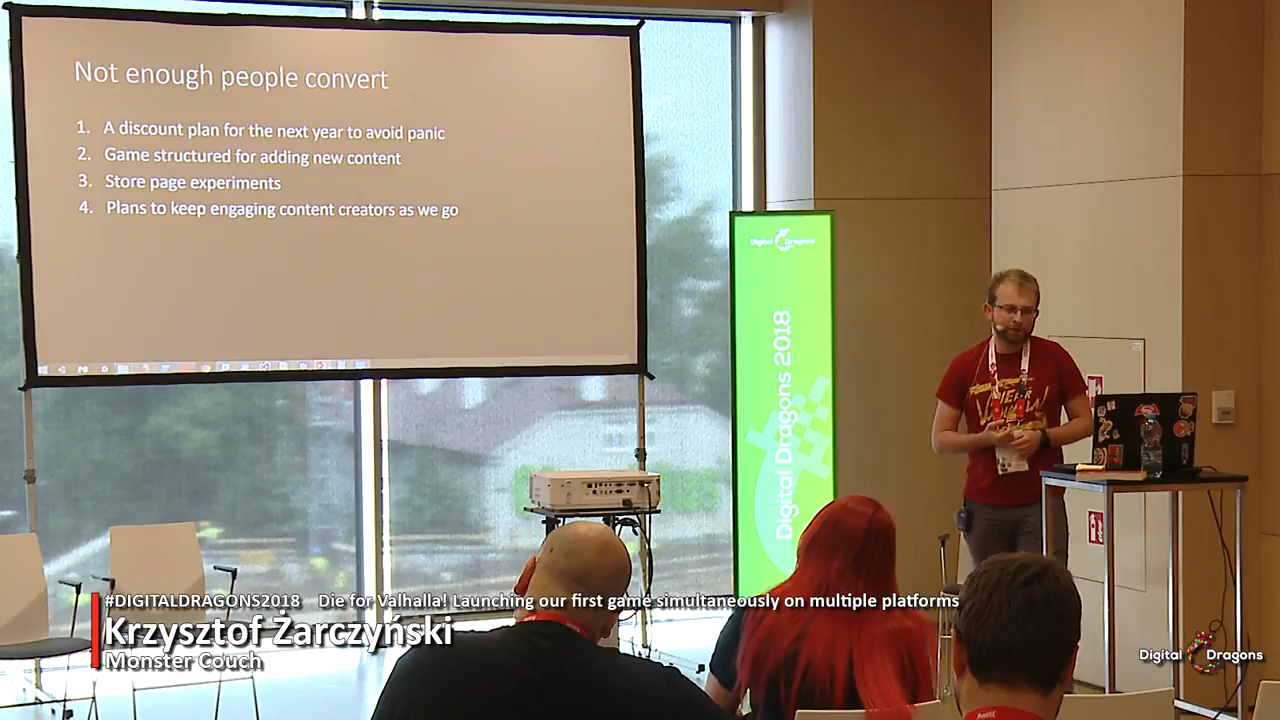 Not enough people convert
1. A discount plan for the next year to avoid panic
2. Game structured for adding new content
3. Store page experiments
4. Plans to keep engaging content creators as we go
Digital Dragons
Digital Dragons 2018
DIE FOR
VALHALLA!
#DIGITALDRAGONS2018 Die for Valhalla! Launching our first game simultaneously on multiple platforms
Krzysztof Żarczyński
Monster Couch
Digital Dragons